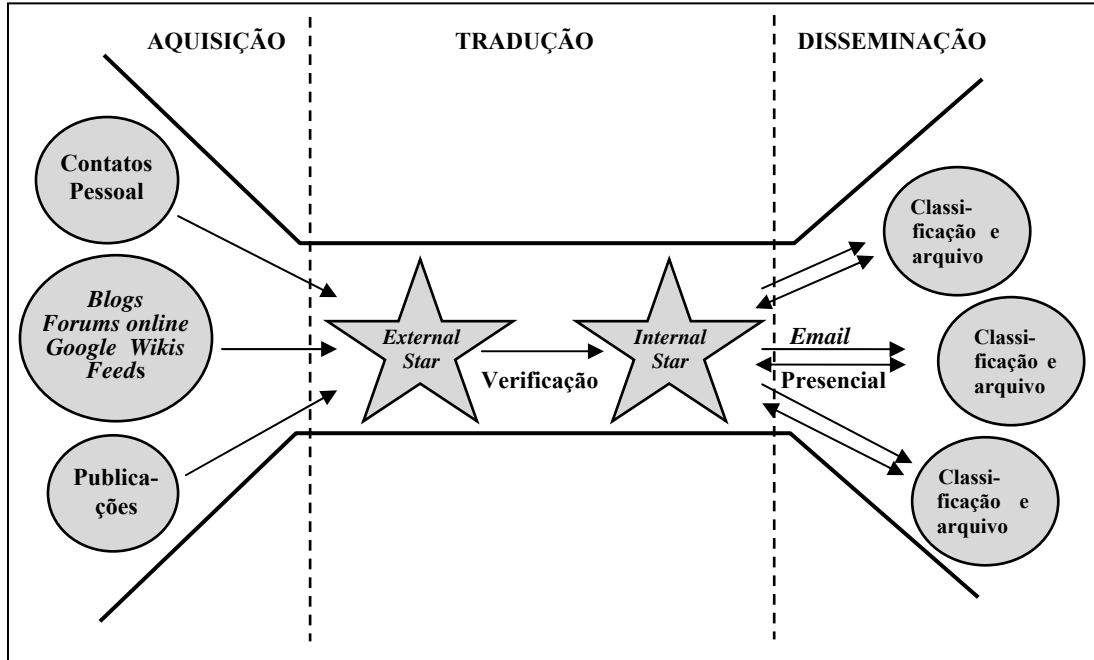 AQUISIÇÃO
TRADUÇÃO
DISSEMINAÇÃO
Contatos
Pessoal
Blogs
Forums online
Google Wikis
Feeds
Publica-
ções
External
Star
Verificação
Internal
Star
Email
Presencial
Classi-
ficação e
arquivo
Classi-
ficação e
arquivo
Classi-
ficação e
arquivo